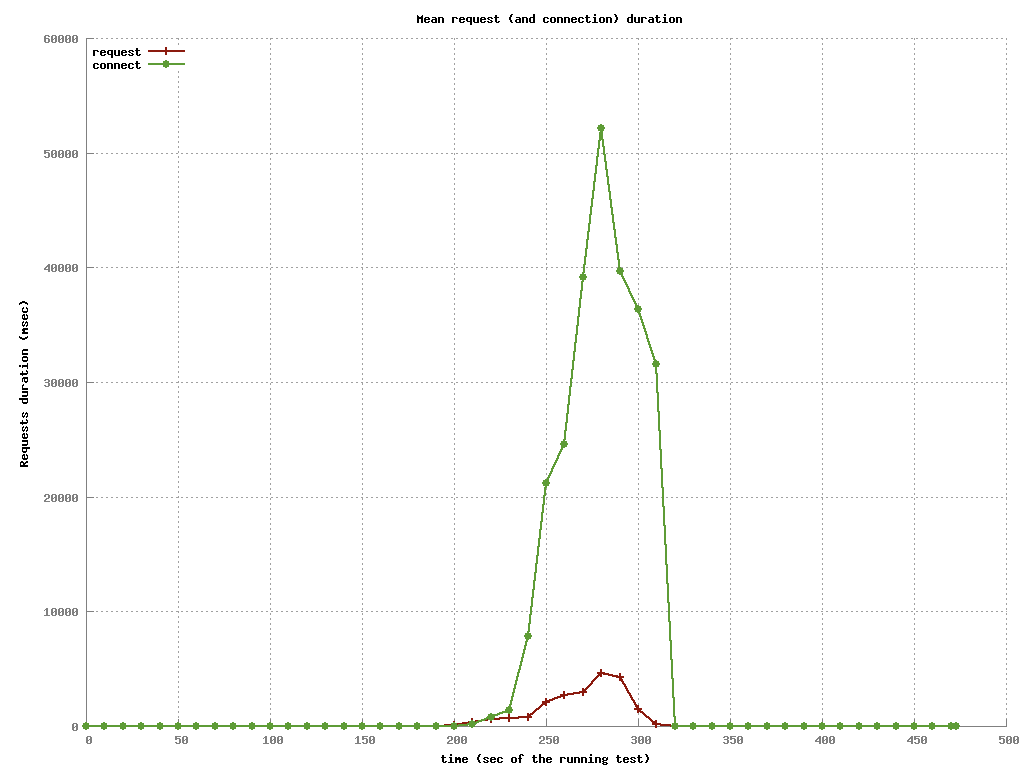 Mean request (and connection) duration
60000
request
connect
50000
40000
30000
20000
10000
0
0 50 100 150 200 250 300 350 400 450 500
Requests duration (msec)
time (sec of the running test)